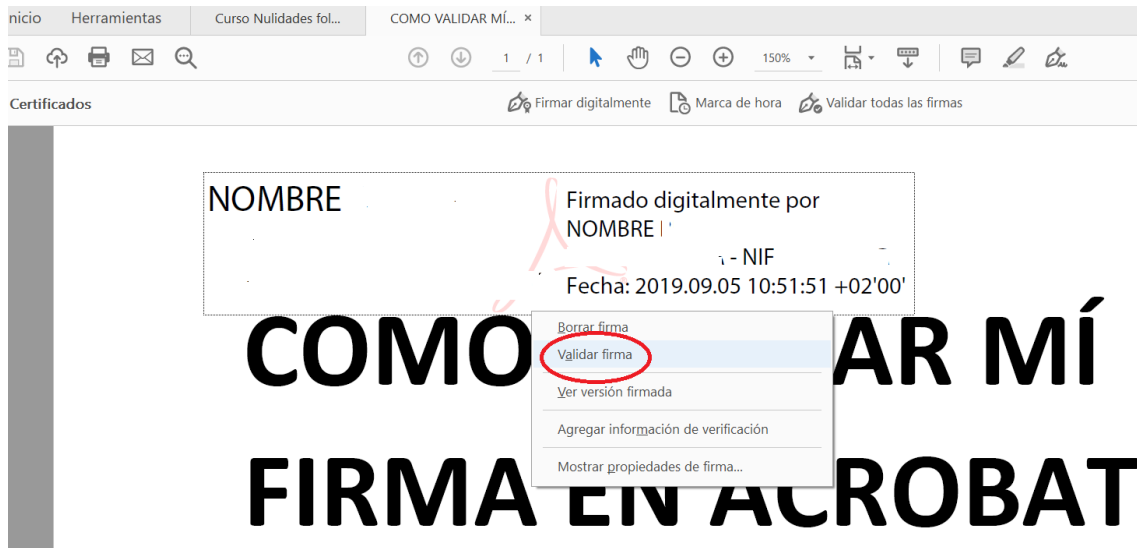 nicio Herramientas Curso Nulidades fol... COMO VALIDAR MÍ... ×
1 / 1 150%
Certificados Firmar digitalmente Marca de hora Validar todas las firmas
NOMBRE
Firmado digitalmente por
NOMBRE
- NIF
Fecha: 2019.09.05 10:51:51 +02'00'
Borrar firma
Validar firma
Ver versión firmada
Agregar información de verificación
Mostrar propiedades de firma...
COMO AR MÍ
FIRMA EN ACROBAT